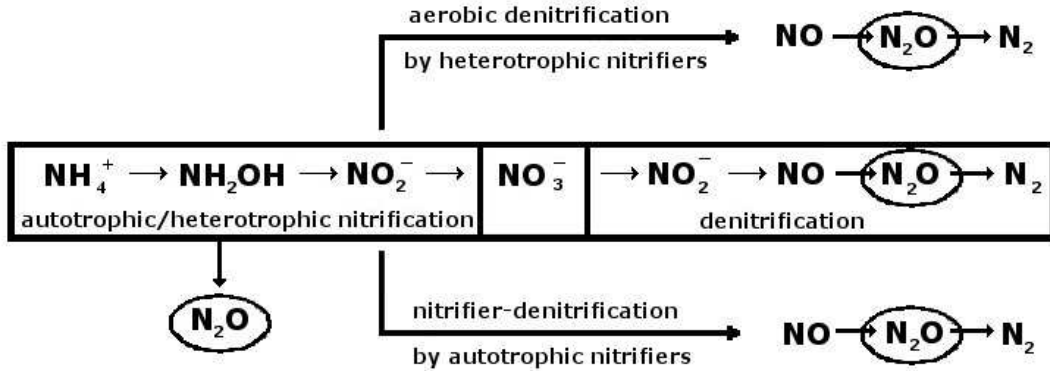 aerobic denitrification
NO → N₂O → N₂
by heterotrophic nitrifiers
NH₄⁺ → NH₂OH → NO₂⁻ → NO₃⁻ → NO₂⁻ → NO → N₂O → N₂
autotrophic/heterotrophic nitrification
denitrification
N₂O
nitrifier-denitrification
NO → N₂O → N₂
by autotrophic nitrifiers